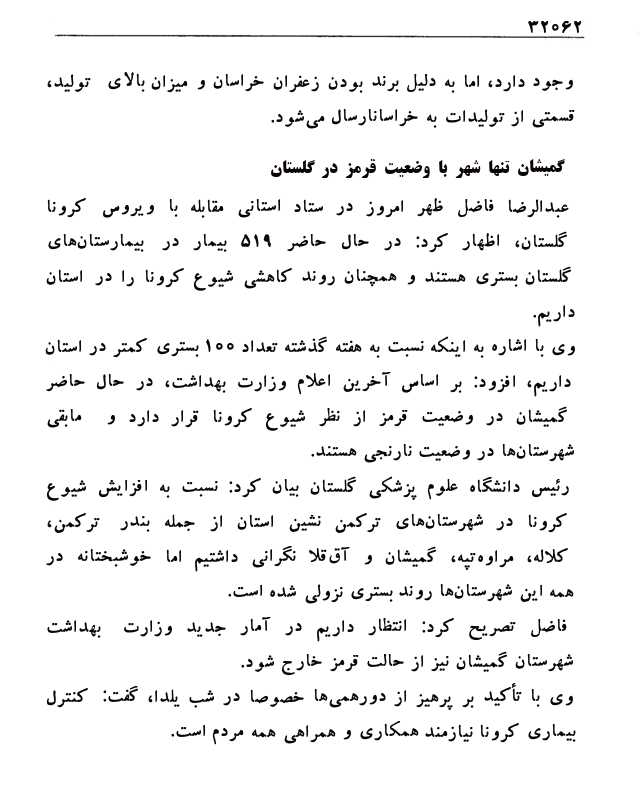 ۳۲۰۶۲
وجود دارد، اما به دلیل برند بودن زعفران خراسان و میزان بالای تولید،
قسمتی از تولیدات به خراسانارسال می‌شود.
گمیشان تنها شهر با وضعیت قرمز در گلستان
عبدالرضا فاضل ظهر امروز در ستاد استانی مقابله با ویروس کرونا
گلستان، اظهار کرد: در حال حاضر ۵۱۹ بیمار در بیمارستان‌های
گلستان بستری هستند و همچنان روند کاهشی شیوع کرونا را در استان
داریم.
وی با اشاره به اینکه نسبت به هفته گذشته تعداد ۱۰۰ بستری کمتر در استان
داریم، افزود: بر اساس آخرین اعلام وزارت بهداشت، در حال حاضر
گمیشان در وضعیت قرمز از نظر شیوع کرونا قرار دارد و مابقی
شهرستان‌ها در وضعیت نارنجی هستند.
رئیس دانشگاه علوم پزشکی گلستان بیان کرد: نسبت به افزایش شیوع
کرونا در شهرستان‌های ترکمن نشین استان از جمله بندر ترکمن،
کلاله، مراوه‌تپه، گمیشان و آق‌قلا نگرانی داشتیم اما خوشبختانه در
همه این شهرستان‌ها روند بستری نزولی شده است.
فاضل تصریح کرد: انتظار داریم در آمار جدید وزارت بهداشت
شهرستان گمیشان نیز از حالت قرمز خارج شود.
وی با تأکید بر پرهیز از دورهمی‌ها خصوصا در شب یلدا، گفت: کنترل
بیماری کرونا نیازمند همکاری و همراهی همه مردم است.